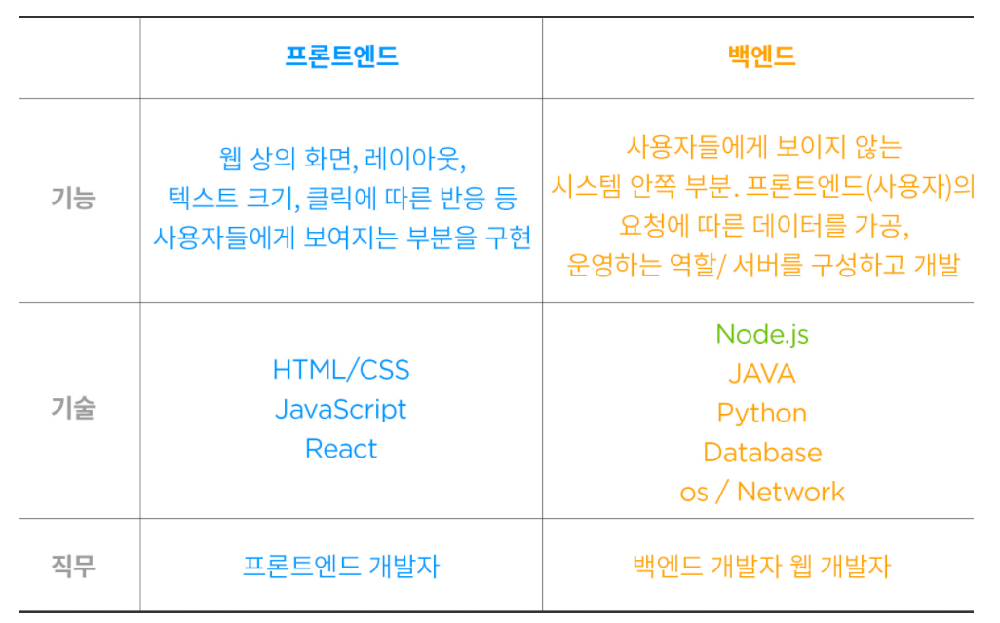 프론트엔드
백엔드
기능
웹 상의 화면, 레이아웃,
텍스트 크기, 클릭에 따른 반응 등
사용자들에게 보여지는 부분을 구현
사용자들에게 보이지 않는
시스템 안쪽 부분. 프론트엔드(사용자)의
요청에 따른 데이터를 가공,
운영하는 역할/ 서버를 구성하고 개발
기술
HTML/CSS
JavaScript
React
Node.js
JAVA
Python
Database
os / Network
직무
프론트엔드 개발자
백엔드 개발자 웹 개발자